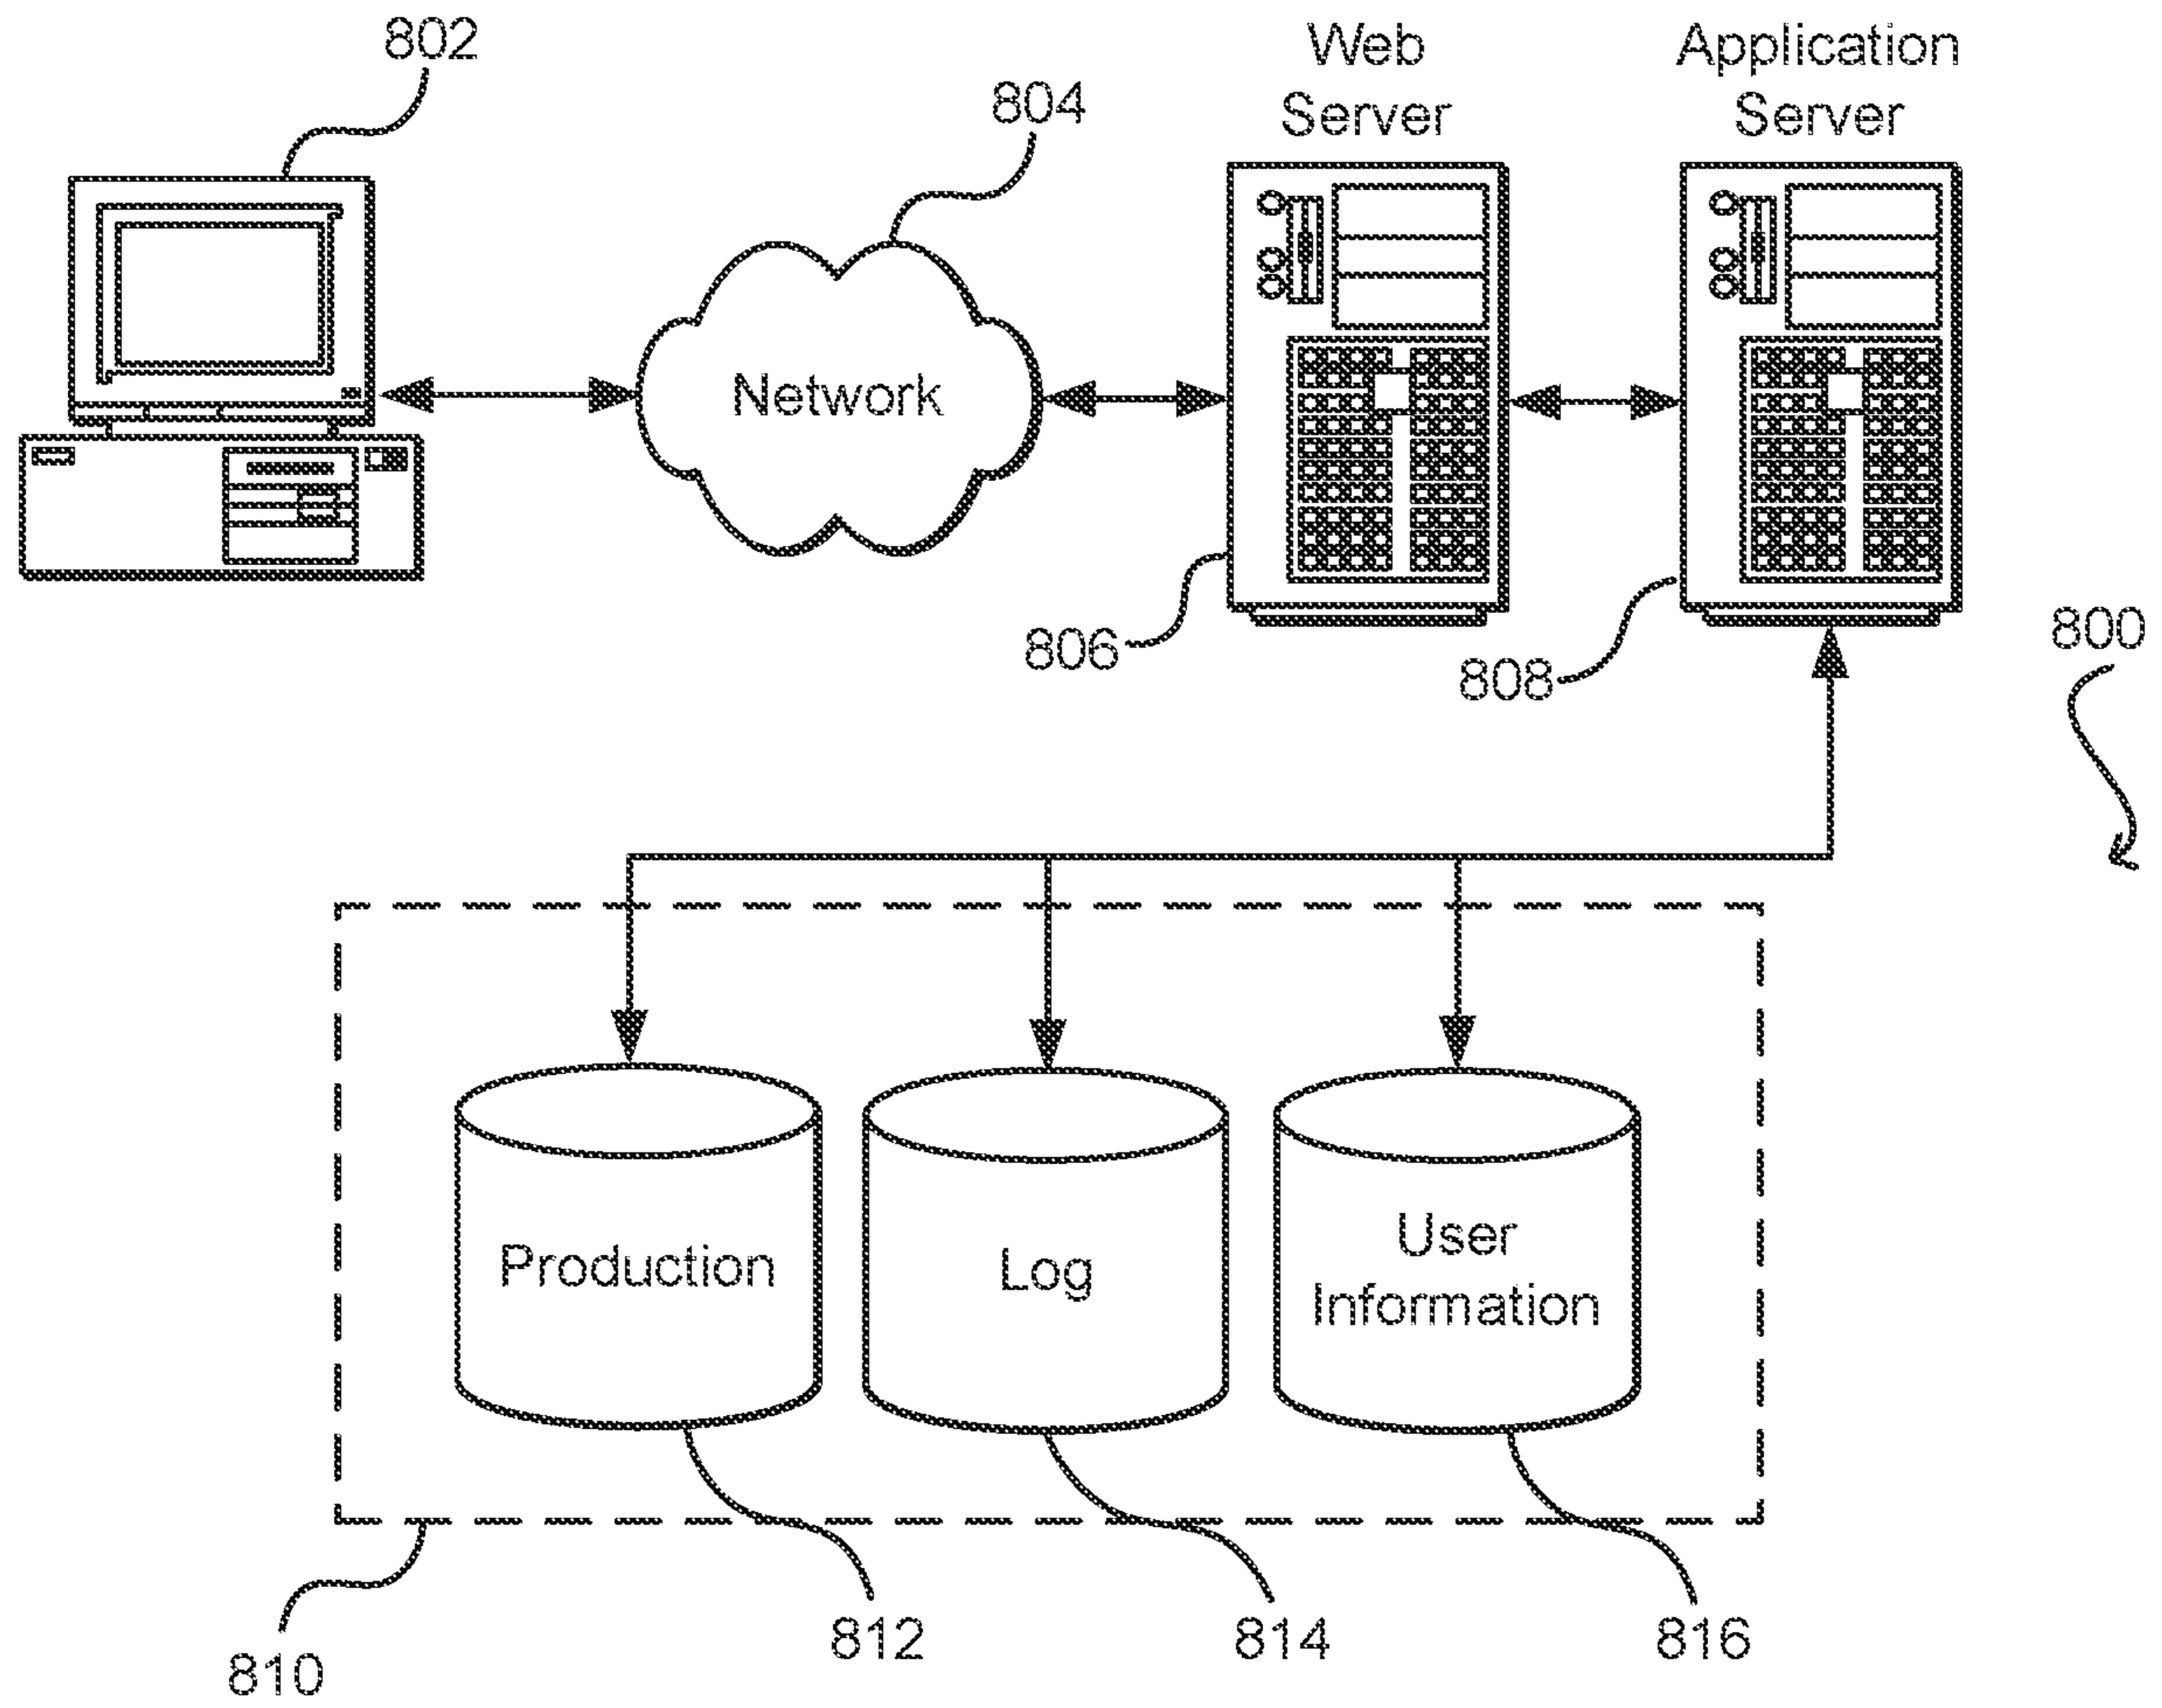 802
804
Web
Server
Application
Server
Network
806
808
800
Production
Log
User
Information
810
812
814
816